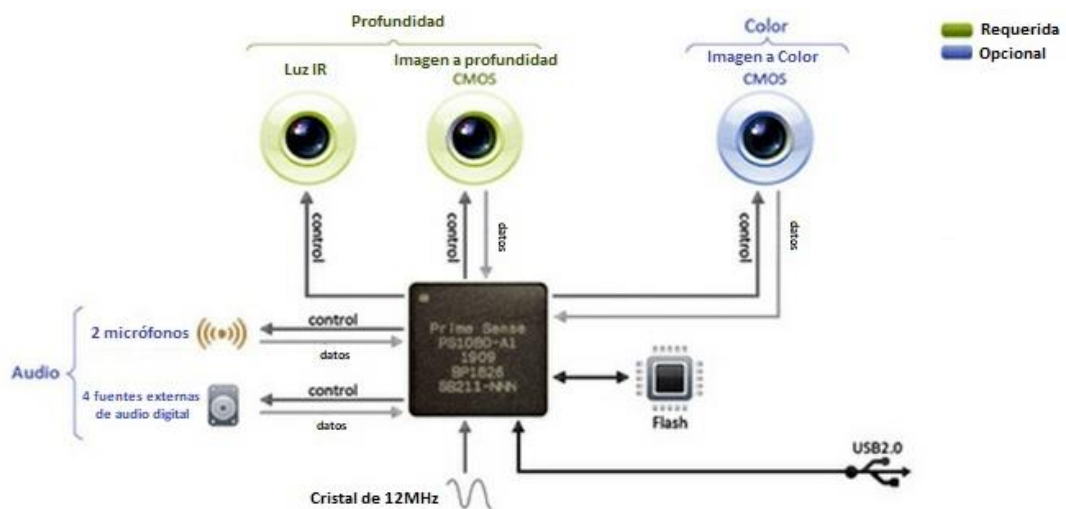 Profundidad
Color
Requerida
Opcional
Luz IR
Imagen a profundidad
CMOS
Imagen a Color
CMOS
control
control
datos
control
datos
Audio
2 micrófonos
control
datos
4 fuentes externas
de audio digital
control
datos
Prime Sense
PS1080-A1
1909
SP1826
SB211-NNN
Flash
USB2.0
Cristal de 12MHz